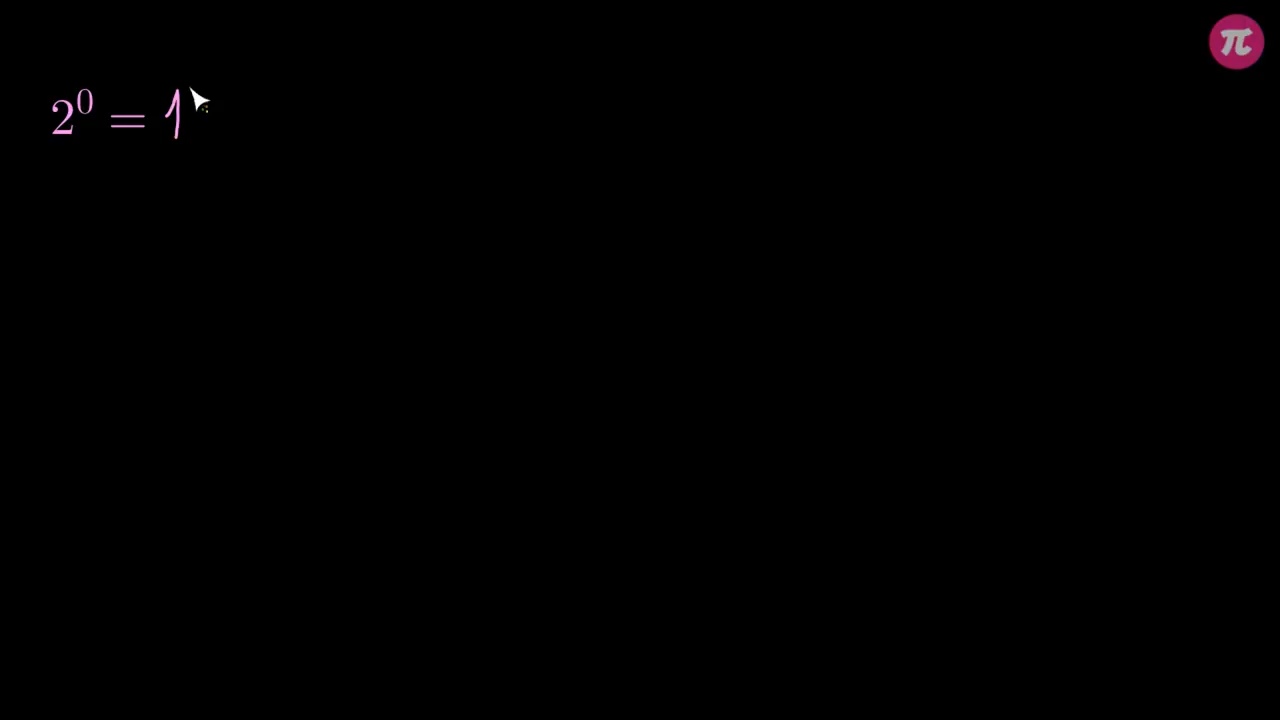 2⁰ = 1
π